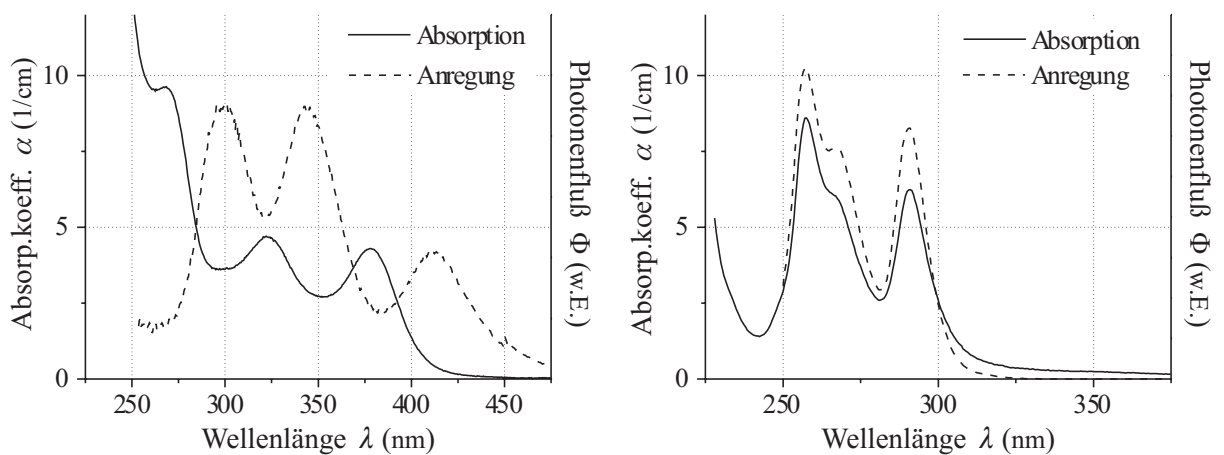 Absorption
Anregung
10
5
0
250 300 350 400 450
Wellenlänge λ (nm)
Absorp.koeff. α (1/cm)
Photonenfluß Φ (w.E.)
Absorption
Anregung
10
5
0
250 300 350
Wellenlänge λ (nm)
Absorp.koeff. α (1/cm)
Photonenfluß Φ (w.E.)